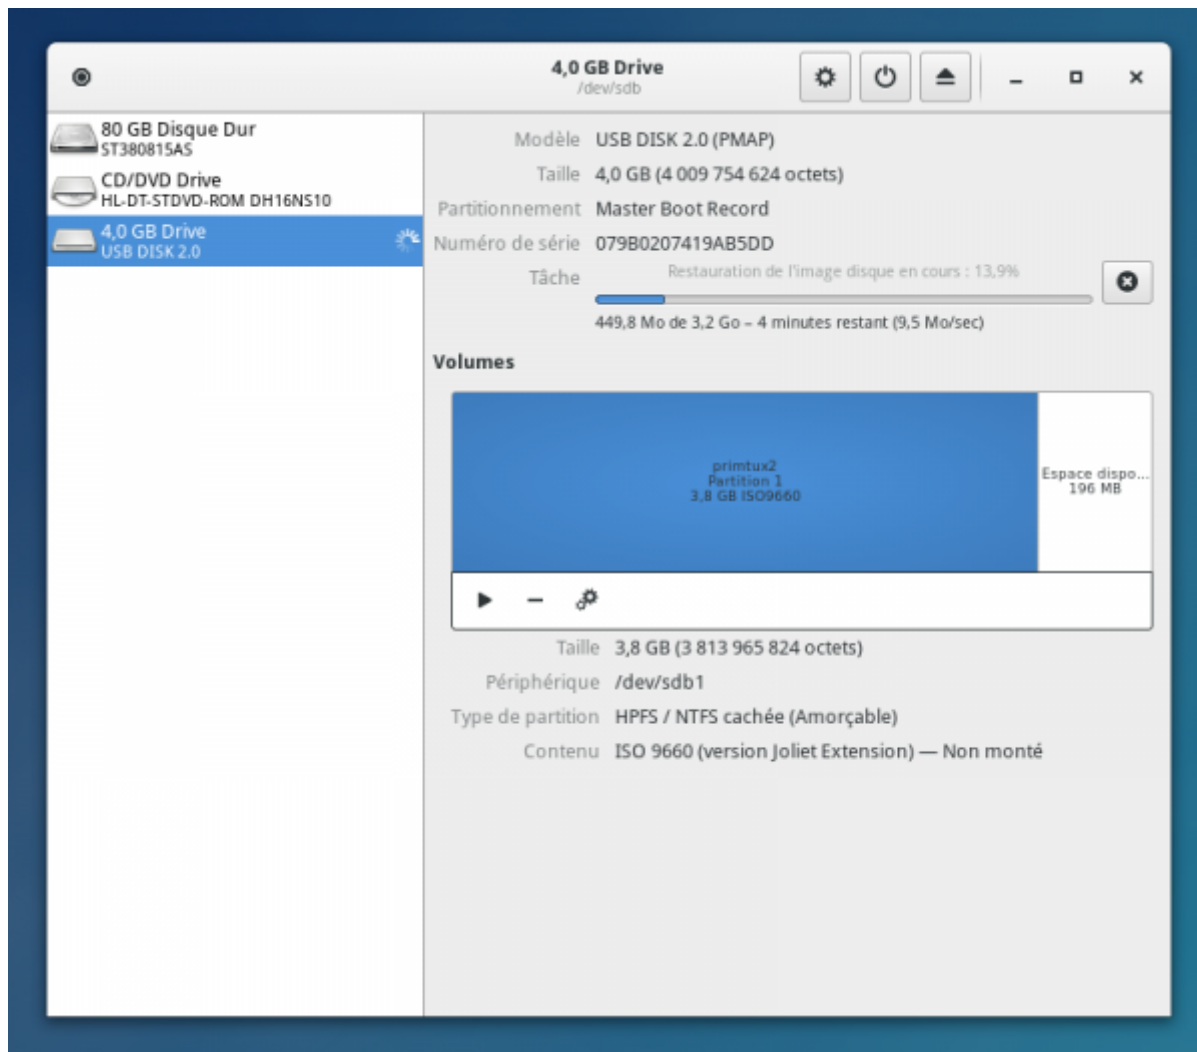 4,0 GB Drive
/dev/sdb
80 GB Disque Dur
ST380815AS
CD/DVD Drive
HL-DT-STDVD-ROM DH16NS10
4,0 GB Drive
USB DISK 2.0
Modèle USB DISK 2.0 (PMAP)
Taille 4,0 GB (4 009 754 624 octets)
Partitionnement Master Boot Record
Numéro de série 079B0207419AB5DD
Tâche Restauration de l'image disque en cours : 13,9%
449,8 Mo de 3,2 Go – 4 minutes restant (9,5 Mo/sec)
Volumes
primtux2
Partition 1
3,8 GB ISO9660
Espace dispo...
196 MB
Taille 3,8 GB (3 813 965 824 octets)
Périphérique /dev/sdb1
Type de partition HPFS / NTFS cachée (Amorçable)
Contenu ISO 9660 (version Joliet Extension) — Non monté